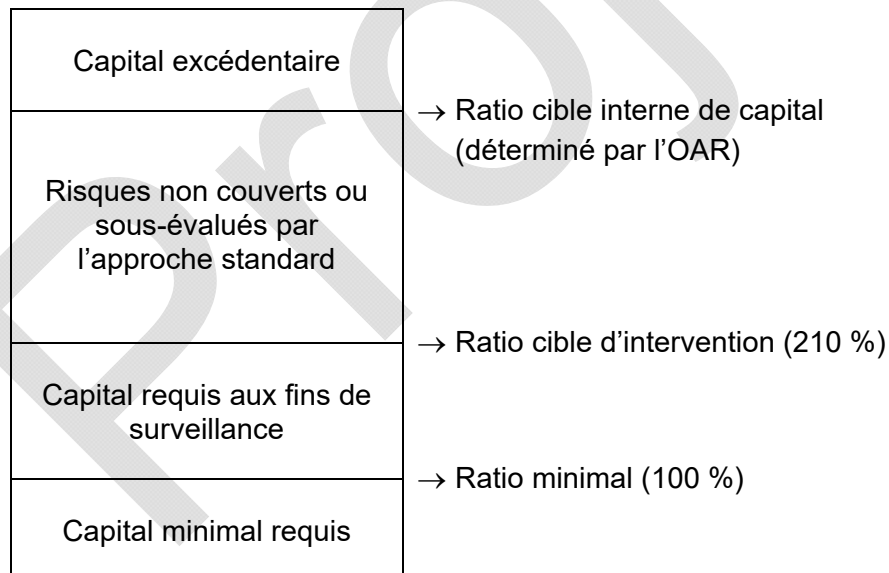 Capital excédentaire
→ Ratio cible interne de capital
(déterminé par l’OAR)
Risques non couverts ou
sous-évalués par
l’approche standard
→ Ratio cible d’intervention (210 %)
Capital requis aux fins de
surveillance
→ Ratio minimal (100 %)
Capital minimal requis
Proj